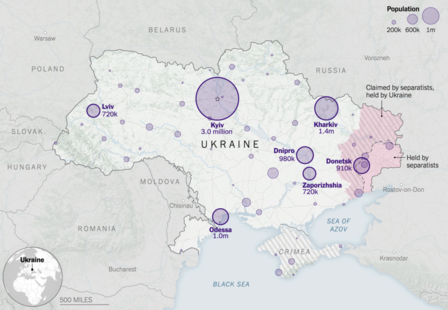 Population
200k 600k 1m
BELARUS
Warsaw
POLAND
RUSSIA
Voronezh
Claimed by separatists,
held by Ukraine
Lviv
720k
Kyiv
3.0 million
Kharkiv
1.4m
SLOVAK.
UKRAINE
Dnipro
980k
Donetsk
910k
Held by
separatists
HUNGARY
MOLDOVA
Zaporizhshia
720k
Rostov-on-Don
Chisinau
Odessa
1.0m
SEA OF
AZOV
ROMANIA
CRIMEA
Krasnodar
Ukraine
Bucharest
BLACK SEA
500 MILES